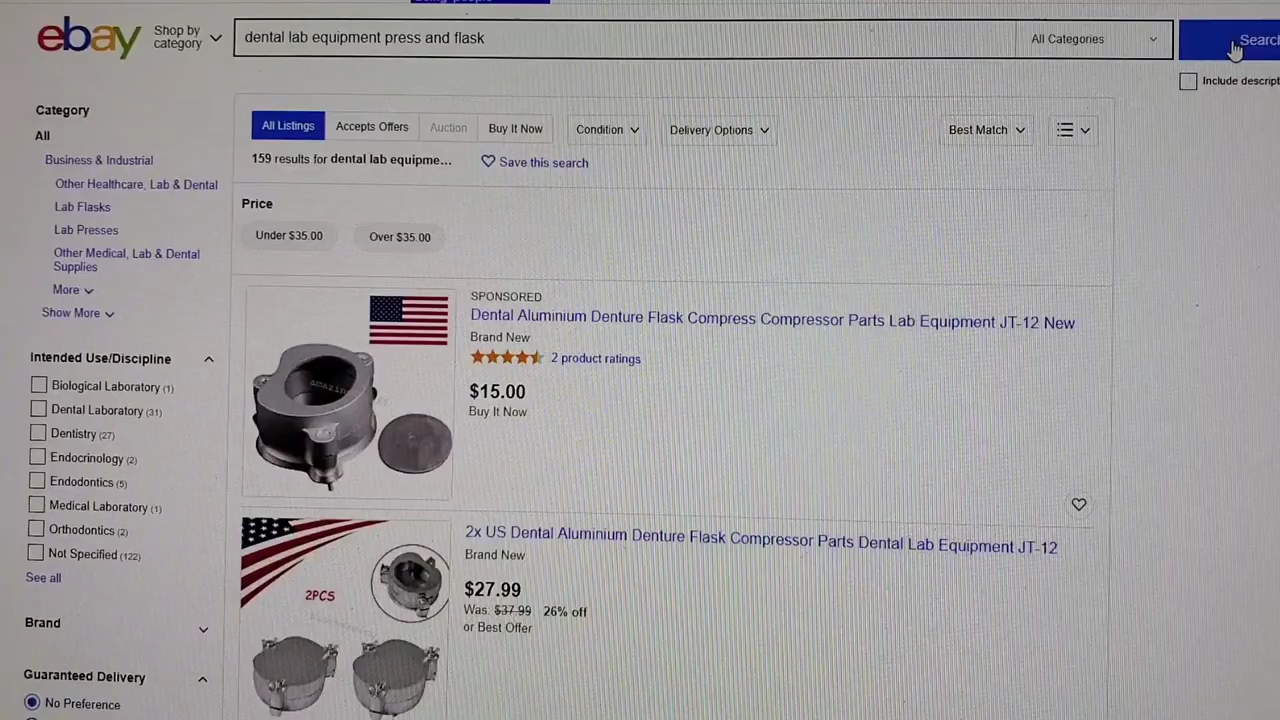 ebay
Shop by
category
dental lab equipment press and flask
All Categories
Include descript
Category
All
Business & Industrial
Other Healthcare, Lab & Dental
Lab Flasks
Lab Presses
Other Medical, Lab & Dental
Supplies
More
Show More
Intended Use/Discipline
Biological Laboratory (1)
Dental Laboratory (31)
Dentistry (27)
Endocrinology (2)
Endodontics (5)
Medical Laboratory (1)
Orthodontics (2)
Not Specified (122)
See all
Brand
Guaranteed Delivery
No Preference
All Listings
Accepts Offers
Auction
Buy It Now
Condition
Delivery Options
Best Match
159 results for dental lab equipme...
Save this search
Price
Under $35.00
Over $35.00
SPONSORED
Dental Aluminium Denture Flask Compress Compressor Parts Lab Equipment JT-12 New
Brand New
2 product ratings
$15.00
Buy It Now
2x US Dental Aluminium Denture Flask Compressor Parts Dental Lab Equipment JT-12
Brand New
2PCS
$27.99
Was: $37.99 26% off
or Best Offer